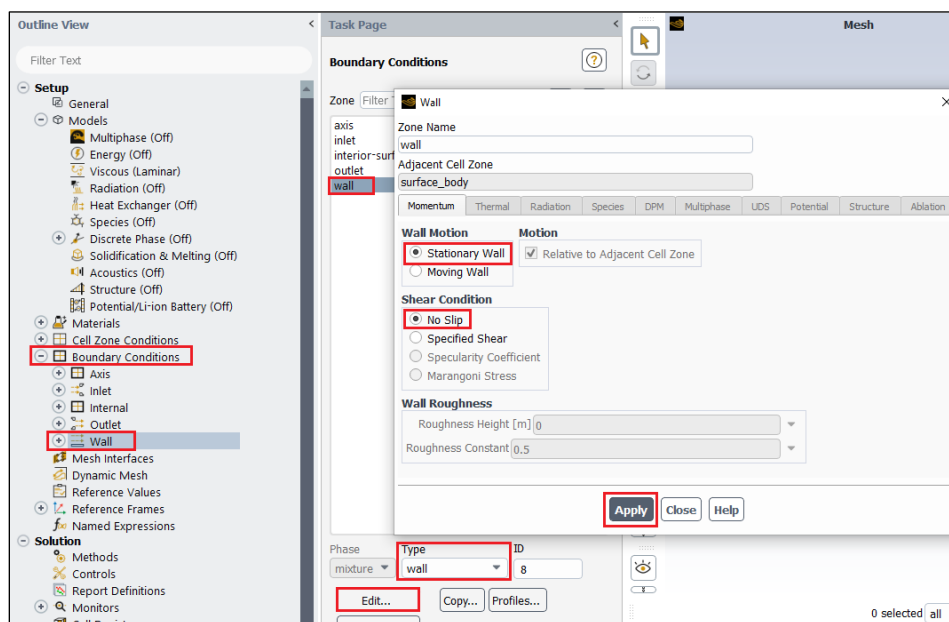 Outline View
Filter Text
Setup
General
Models
Multiphase (Off)
Energy (Off)
Viscous (Laminar)
Radiation (Off)
Heat Exchanger (Off)
Species (Off)
Discrete Phase (Off)
Solidification & Melting (Off)
Acoustics (Off)
Structure (Off)
Potential/Li-ion Battery (Off)
Materials
Cell Zone Conditions
Boundary Conditions
Axis
Inlet
Internal
Outlet
Wall
Mesh Interfaces
Dynamic Mesh
Reference Values
Reference Frames
Named Expressions
Solution
Methods
Controls
Report Definitions
Monitors
Task Page
Boundary Conditions
Zone Filter
axis
inlet
interior-surf
outlet
wall
Phase Type ID
mixture wall 8
Edit... Copy... Profiles...
Wall
Zone Name
wall
Adjacent Cell Zone
surface_body
Momentum Thermal Radiation Species DPM Multiphase UDS Potential Structure Ablation
Wall Motion Motion
Stationary Wall Relative to Adjacent Cell Zone
Moving Wall
Shear Condition
No Slip
Specified Shear
Specularity Coefficient
Marangoni Stress
Wall Roughness
Roughness Height [m] 0
Roughness Constant 0.5
Apply Close Help
Mesh
0 selected all